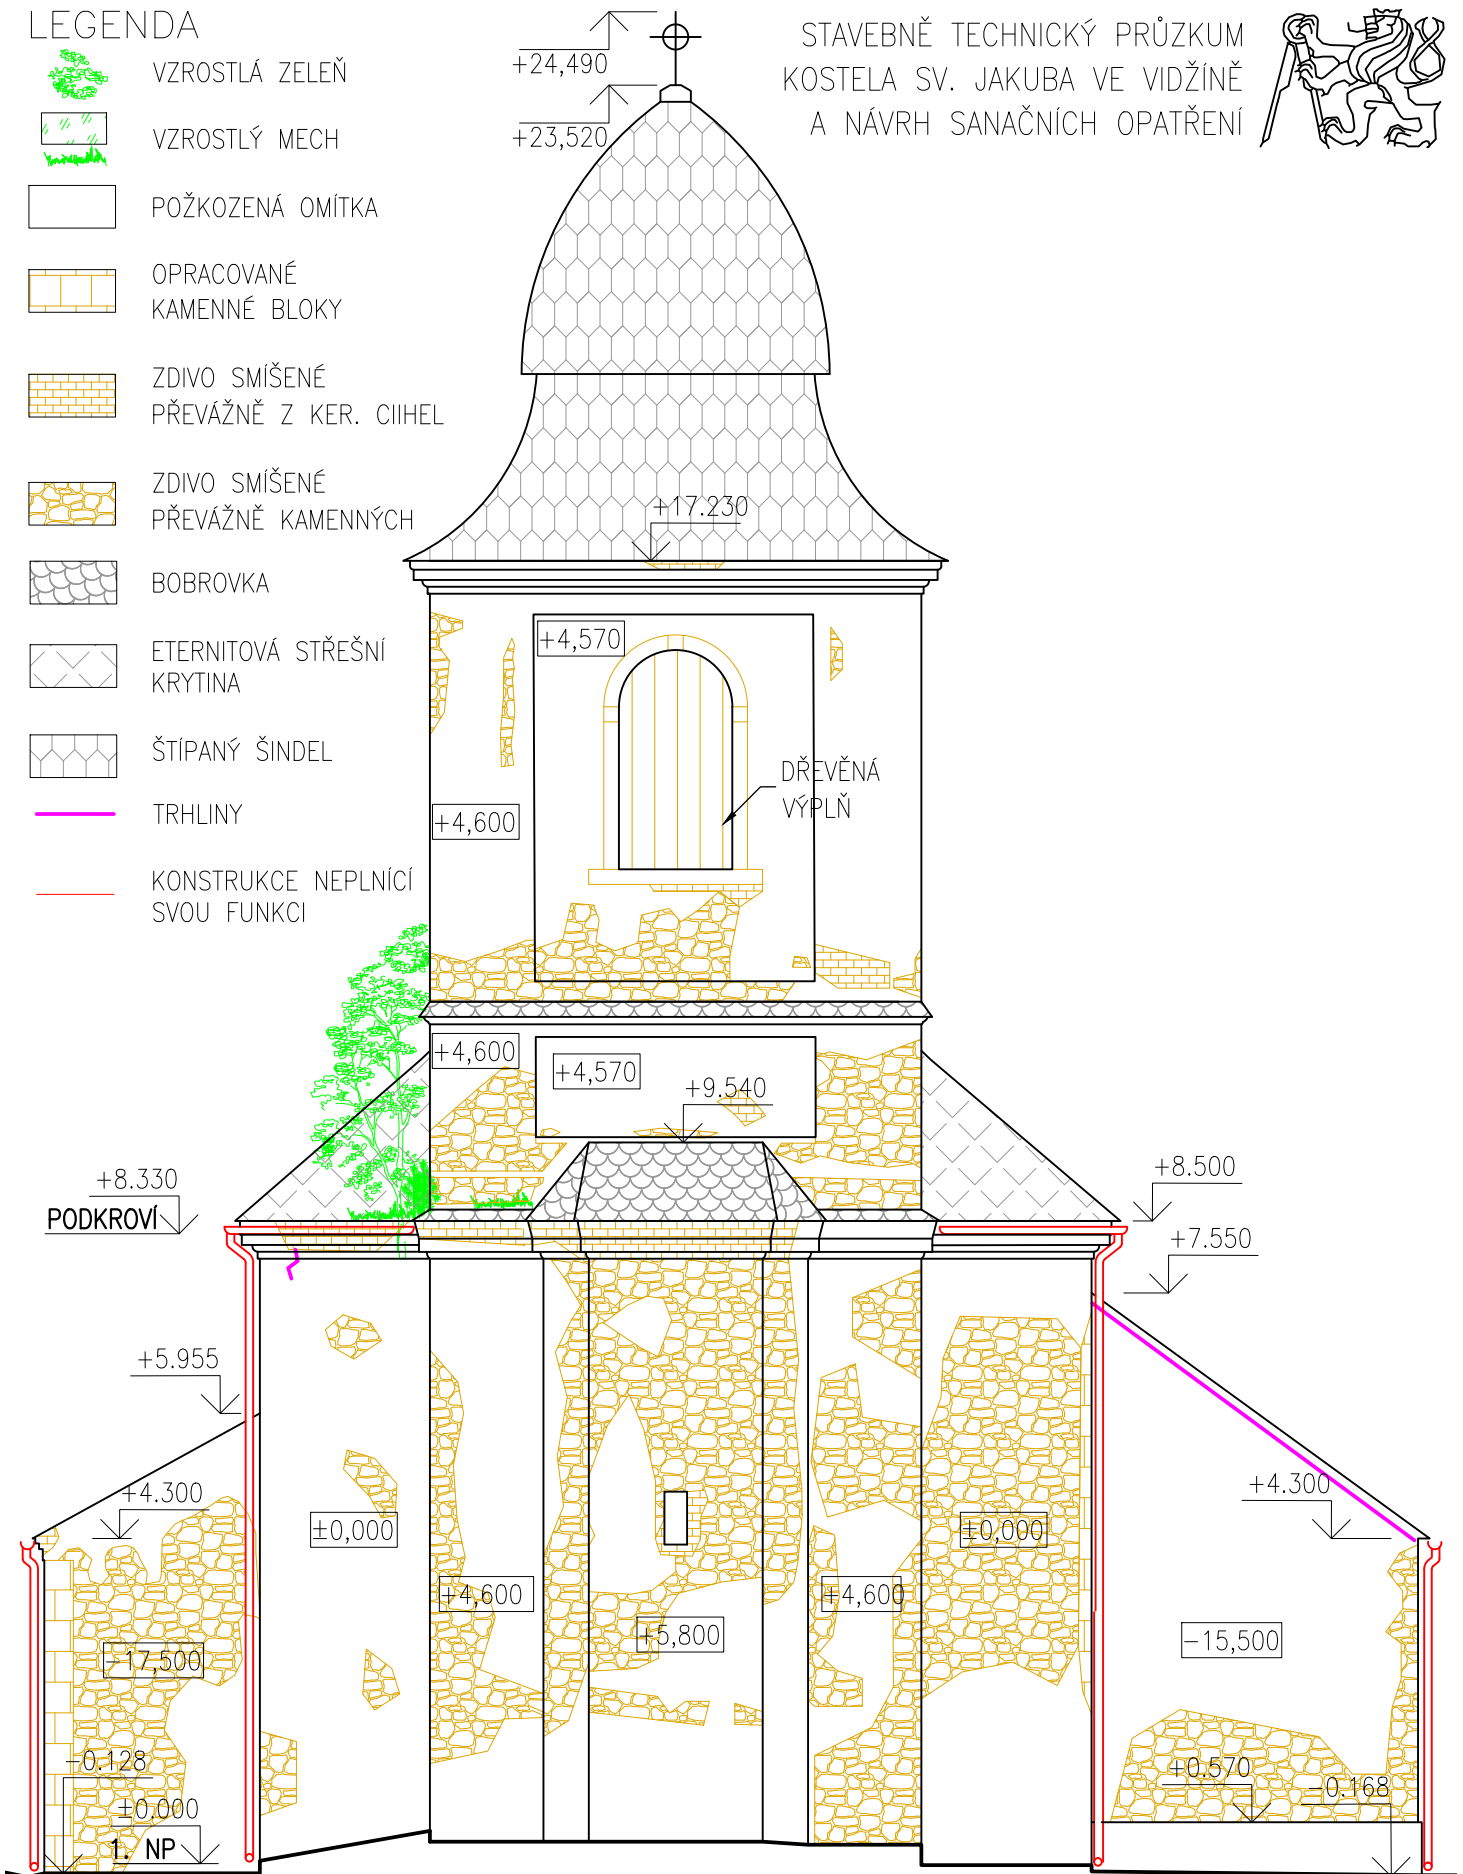 LEGENDA
VZROSTLÁ ZELEŇ
VZROSTLÝ MECH
POŽKOZENÁ OMÍTKA
OPRACOVANÉ
KAMENNÉ BLOKY
ZDIVO SMÍŠENÉ
PŘEVÁŽNĚ Z KER. CIIHEL
ZDIVO SMÍŠENÉ
PŘEVÁŽNĚ KAMENNÝCH
BOBROVKA
ETERNITOVÁ STŘEŠNÍ
KRYTINA
ŠTÍPANÝ ŠINDEL
TRHLINY
KONSTRUKCE NEPLNÍCÍ
SVOU FUNKCI
STAVEBNĚ TECHNICKÝ PRŮZKUM
KOSTELA SV. JAKUBA VE VIDŽÍNĚ
A NÁVRH SANAČNÍCH OPATŘENÍ
+24,490
+23,520
+17.230
+4,570
DŘEVĚNÁ
VÝPLŇ
+4,600
+4,600
+4,570
+9.540
+8.330
PODKROVÍ
+8.500
+7.550
+5.955
+4.300
+4.300
±0,000
±0,000
+4,600
+4,600
+5,800
-17,500
-15,500
-0.128
+0.570
-0.168
±0.000
1. NP